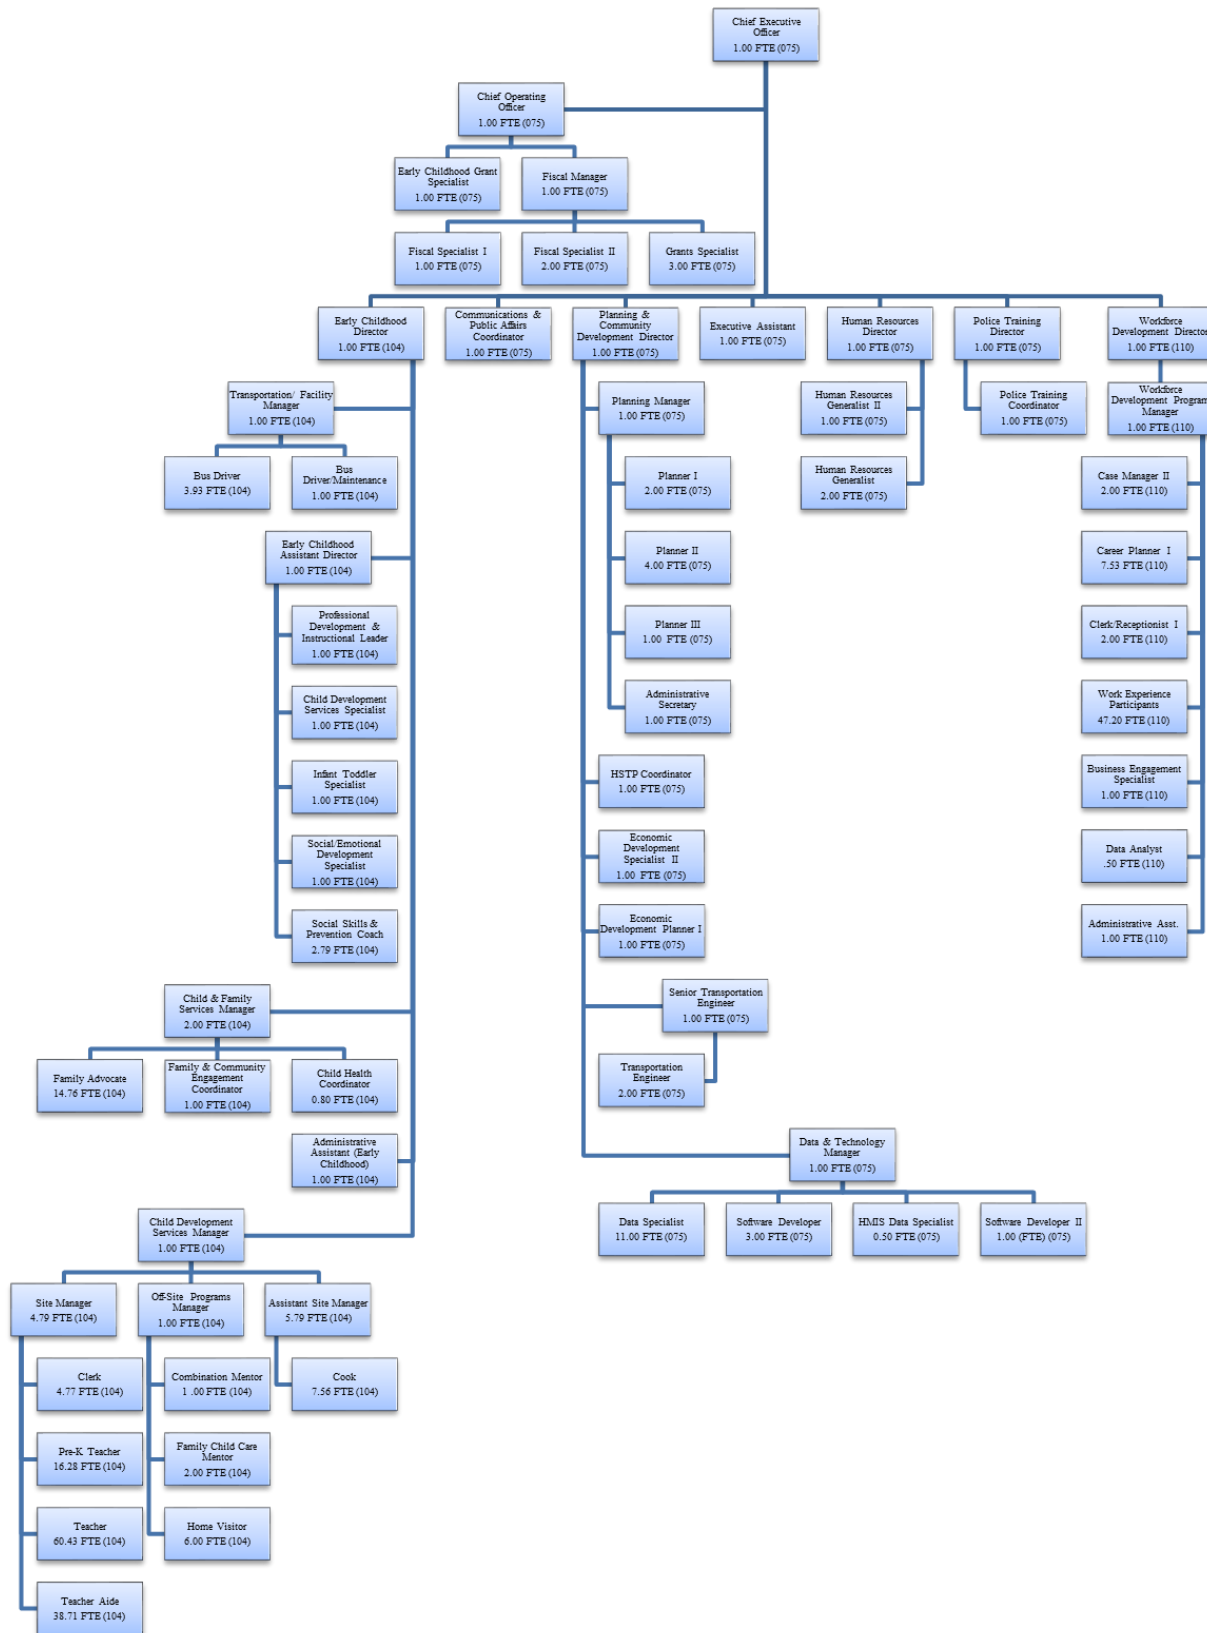 Chief Executive
Officer
1.00 FTE (075)
Chief Operating
Officer
1.00 FTE (075)
Early Childhood Grant
Specialist
1.00 FTE (075)
Fiscal Manager
1.00 FTE (075)
Fiscal Specialist I
1.00 FTE (075)
Fiscal Specialist II
2.00 FTE (075)
Grants Specialist
3.00 FTE (075)
Early Childhood
Director
1.00 FTE (104)
Communications &
Public Affairs
Coordinator
1.00 FTE (075)
Planning &
Community
Development Director
1.00 FTE (075)
Executive Assistant
1.00 FTE (075)
Human Resources
Director
1.00 FTE (075)
Police Training
Director
1.00 FTE (075)
Workforce
Development Director
1.00 FTE (110)
Transportation/ Facility
Manager
1.00 FTE (104)
Bus Driver
3.93 FTE (104)
Bus
Driver/Maintenance
1.00 FTE (104)
Early Childhood
Assistant Director
1.00 FTE (104)
Professional
Development &
Instructional Leader
1.00 FTE (104)
Child Development
Services Specialist
1.00 FTE (104)
Infant Toddler
Specialist
1.00 FTE (104)
Social/Emotional
Development
Specialist
1.00 FTE (104)
Social Skills &
Prevention Coach
2.79 FTE (104)
Child & Family
Services Manager
2.00 FTE (104)
Family Advocate
14.76 FTE (104)
Family & Community
Engagement
Coordinator
1.00 FTE (104)
Child Health
Coordinator
0.80 FTE (104)
Administrative
Assistant (Early
Childhood)
1.00 FTE (104)
Child Development
Services Manager
1.00 FTE (104)
Site Manager
4.79 FTE (104)
Off-Site Programs
Manager
1.00 FTE (104)
Assistant Site Manager
5.79 FTE (104)
Clerk
4.77 FTE (104)
Pre-K Teacher
16.28 FTE (104)
Teacher
60.43 FTE (104)
Teacher Aide
38.71 FTE (104)
Combination Mentor
1 .00 FTE (104)
Family Child Care
Mentor
2.00 FTE (104)
Home Visitor
6.00 FTE (104)
Cook
7.56 FTE (104)
Planning Manager
1.00 FTE (075)
Planner I
2.00 FTE (075)
Planner II
4.00 FTE (075)
Planner III
1.00 FTE (075)
Administrative
Secretary
1.00 FTE (075)
HSTP Coordinator
1.00 FTE (075)
Economic
Development
Specialist II
1.00 FTE (075)
Economic
Development Planner I
1.00 FTE (075)
Senior Transportation
Engineer
1.00 FTE (075)
Transportation
Engineer
2.00 FTE (075)
Data & Technology
Manager
1.00 FTE (075)
Data Specialist
11.00 FTE (075)
Software Developer
3.00 FTE (075)
HMIS Data Specialist
0.50 FTE (075)
Software Developer II
1.00 (FTE) (075)
Human Resources
Generalist II
1.00 FTE (075)
Human Resources
Generalist
2.00 FTE (075)
Police Training
Coordinator
1.00 FTE (075)
Workforce
Development Program
Manager
1.00 FTE (110)
Case Manager II
2.00 FTE (110)
Career Planner I
7.53 FTE (110)
Clerk/Receptionist I
2.00 FTE (110)
Work Experience
Participants
47.20 FTE (110)
Business Engagement
Specialist
1.00 FTE (110)
Data Analyst
.50 FTE (110)
Administrative Asst.
1.00 FTE (110)